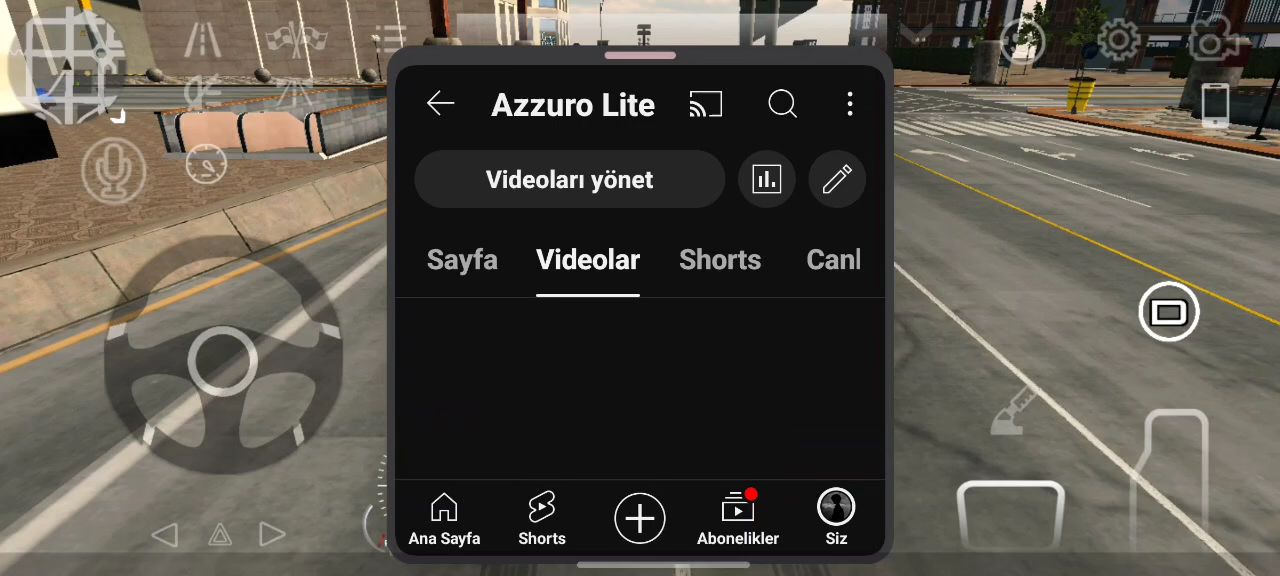 Azzuro Lite
Videoları yönet
Sayfa Videolar Shorts Canl
Ana Sayfa Shorts Abonelikler Siz